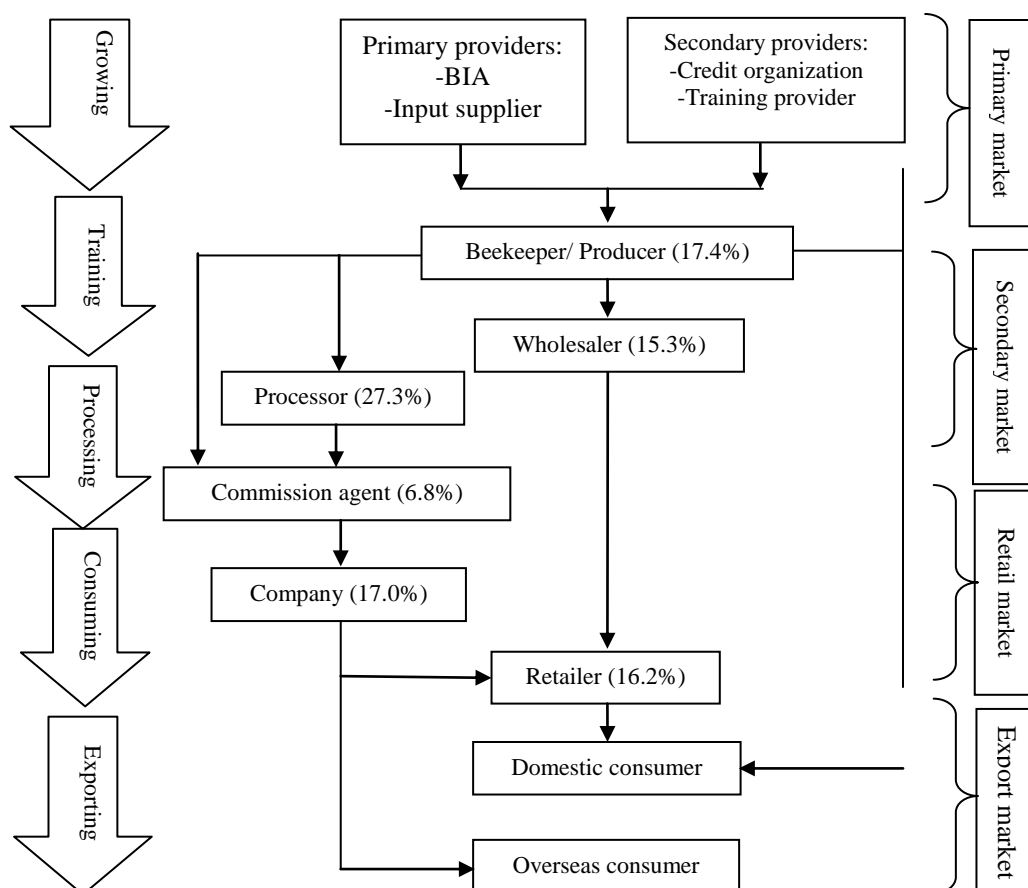 Growing
Primary providers:
-BIA
-Input supplier
Secondary providers:
-Credit organization
-Training provider
Primary market
Training
Beekeeper/ Producer (17.4%)
Wholesaler (15.3%)
Secondary market
Processing
Processor (27.3%)
Commission agent (6.8%)
Consuming
Company (17.0%)
Retail market
Retailer (16.2%)
Exporting
Domestic consumer
Export market
Overseas consumer